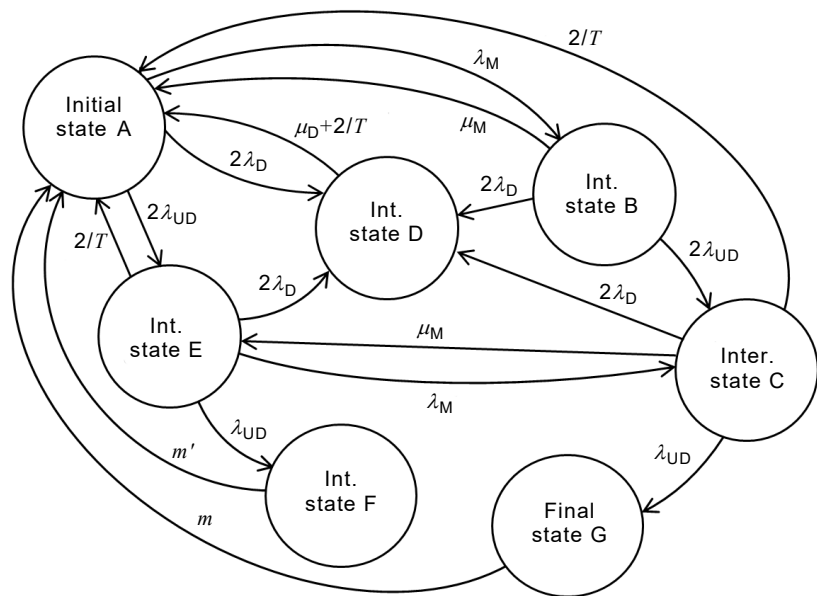 2/T
λM
Initial
state A
μM
μD+2/T
2λD
2λD
Int.
state B
Int.
state D
2λUD
2/T
2λUD
2λD
2λD
μM
Int.
state E
Inter.
state C
λM
λUD
λUD
m′
Int.
state F
m
Final
state G